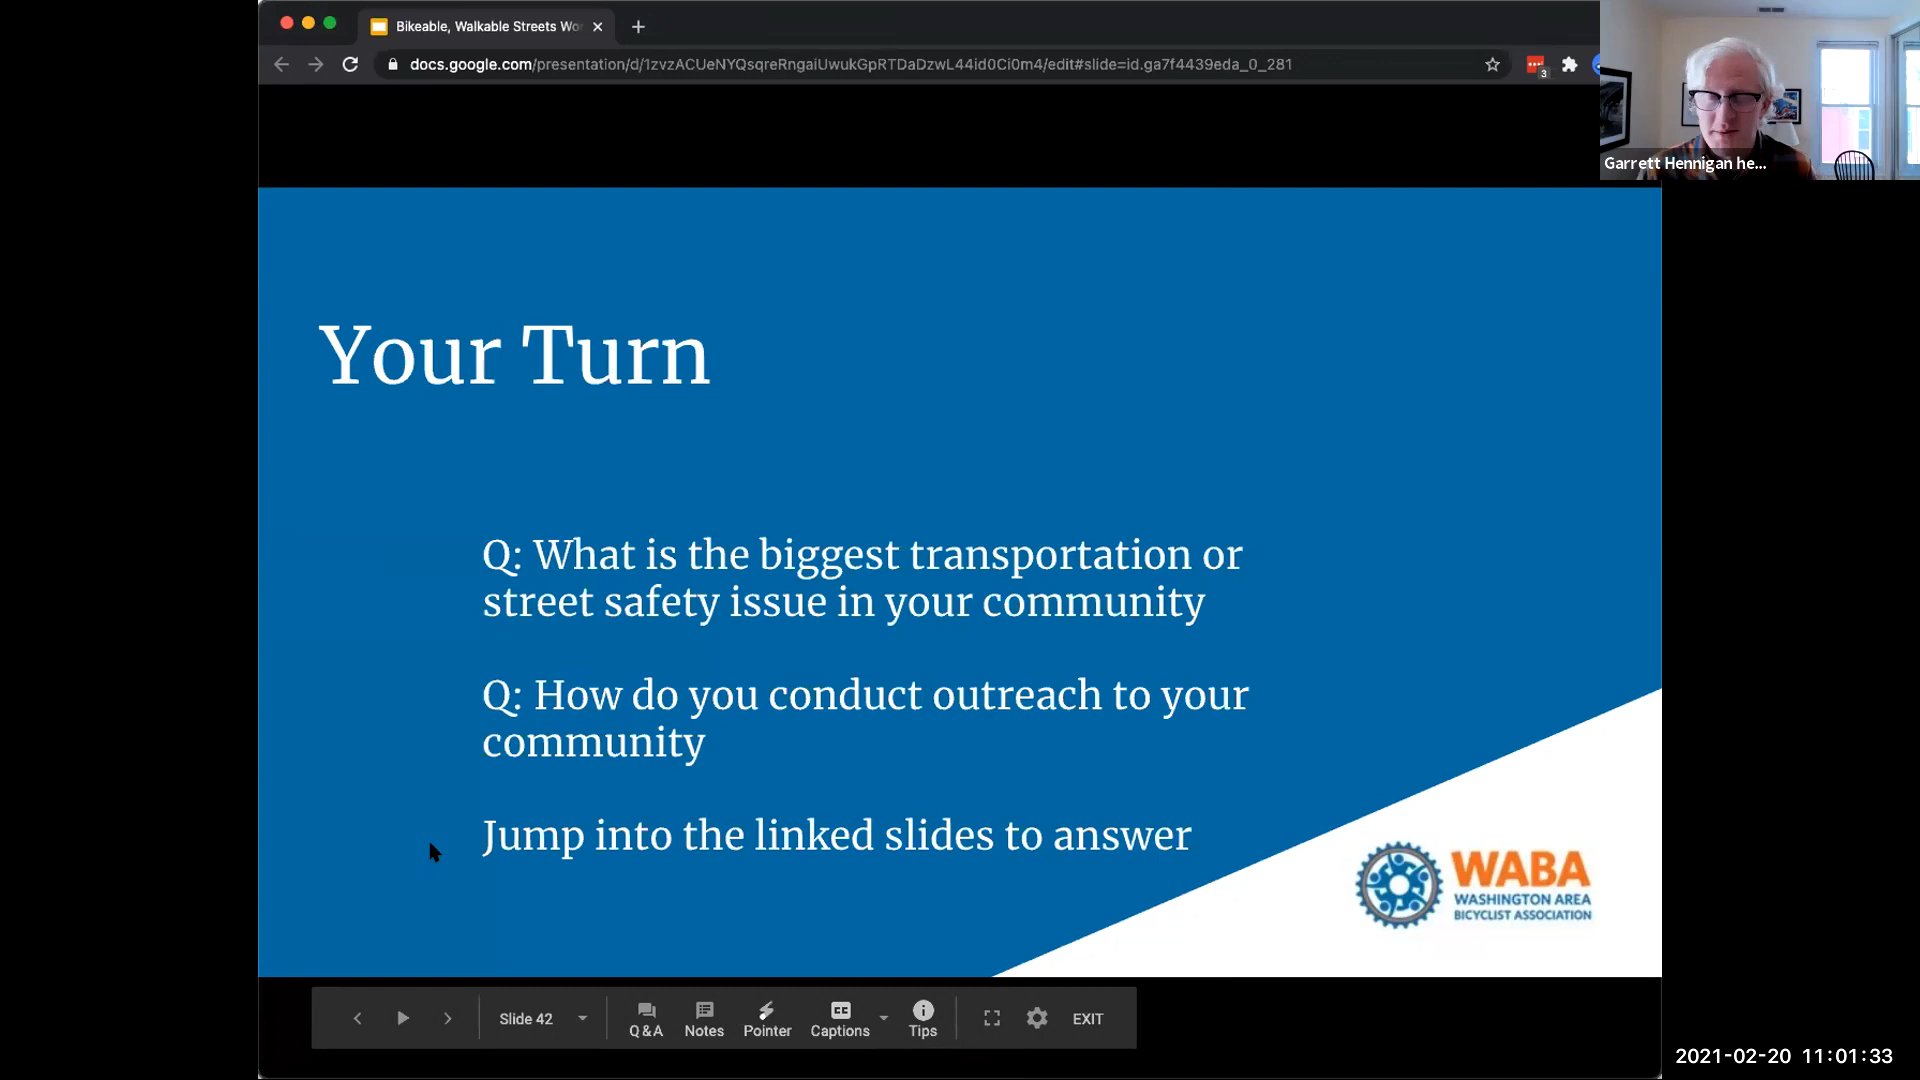 Bikeable, Walkable Streets Wo
docs.google.com/presentation/d/1zvzACUeNYQsqreRngaiUwukGpRTDaDzwL44id0Ci0m4/edit#slide=id.ga7f4439eda_0_281
3
Garrett Hennigan he...
Your Turn
Q: What is the biggest transportation or
street safety issue in your community
Q: How do you conduct outreach to your
community
Jump into the linked slides to answer
WABA
WASHINGTON AREA
BICYCLIST ASSOCIATION
Slide 42
Q&A
Notes
Pointer
CC
Captions
Tips
EXIT
2021-02-20 11:01:33